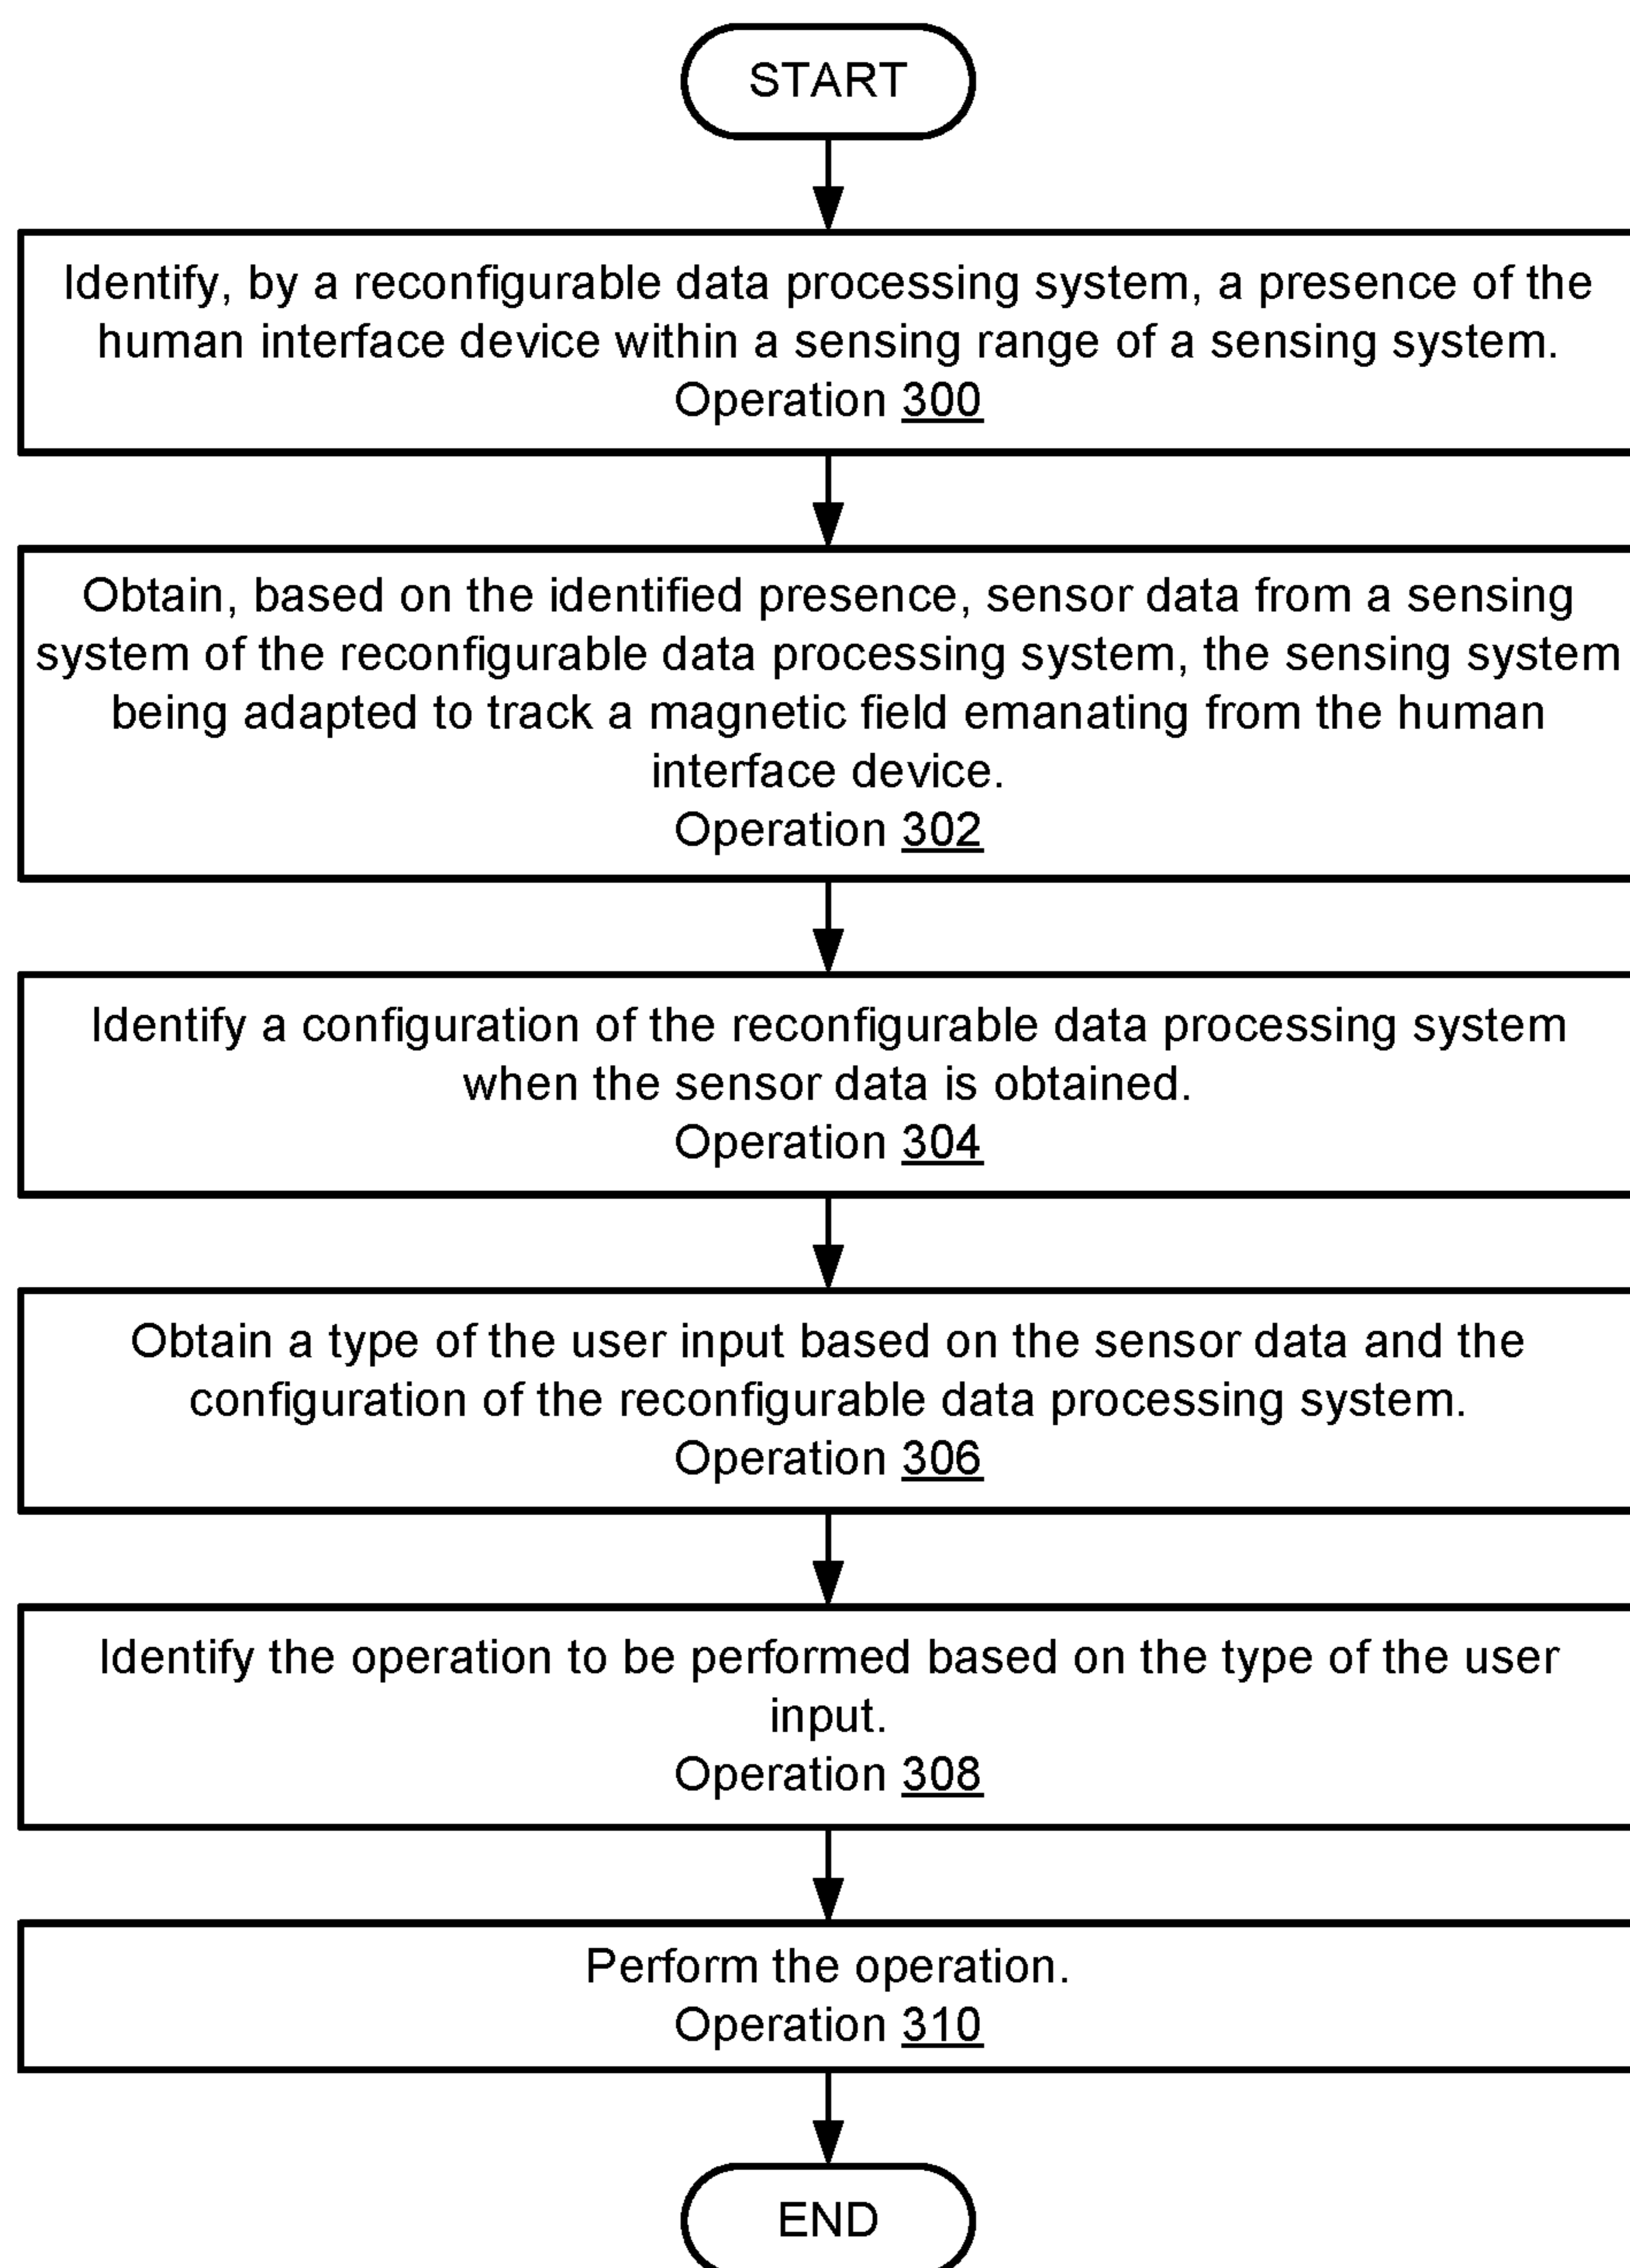 START
Identify, by a reconfigurable data processing system, a presence of the
human interface device within a sensing range of a sensing system.
Operation 300
Obtain, based on the identified presence, sensor data from a sensing
system of the reconfigurable data processing system, the sensing system
being adapted to track a magnetic field emanating from the human
interface device.
Operation 302
Identify a configuration of the reconfigurable data processing system
when the sensor data is obtained.
Operation 304
Obtain a type of the user input based on the sensor data and the
configuration of the reconfigurable data processing system.
Operation 306
Identify the operation to be performed based on the type of the user
input.
Operation 308
Perform the operation.
Operation 310
END